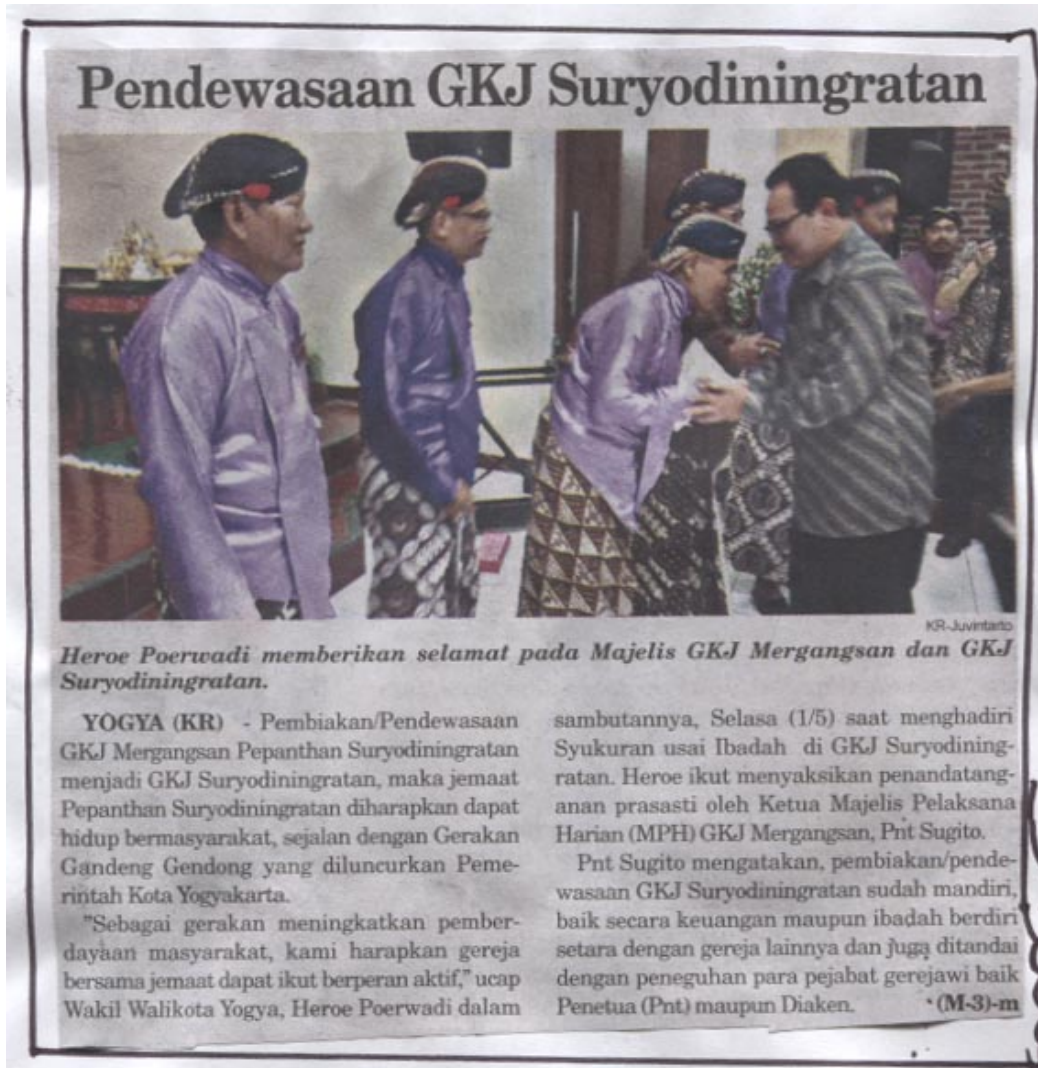 Pendewasaan GKJ Suryodiningratan
KR-Juvintarto
Heroe Poerwadi memberikan selamat pada Majelis GKJ Mergangsan dan GKJ
Suryodiningratan.
YOGYA (KR) - Pembiakan/Pendewasaan
GKJ Mergangsan Pepanthan Suryodiningratan
menjadi GKJ Suryodiningratan, maka jemaat
Pepanthan Suryodiningratan diharapkan dapat
hidup bermasyarakat, sejalan dengan Gerakan
Gandeng Gendong yang diluncurkan Peme-
rintah Kota Yogyakarta.
"Sebagai gerakan meningkatkan pember-
dayaan masyarakat, kami harapkan gereja
bersama jemaat dapat ikut berperan aktif," ucap
Wakil Walikota Yogya, Heroe Poerwadi dalam
sambutannya, Selasa (1/5) saat menghadiri
Syukuran usai Ibadah di GKJ Suryodining-
ratan. Heroe ikut menyaksikan penandatang-
anan prasasti oleh Ketua Majelis Pelaksana
Harian (MPH) GKJ Mergangsan, Pnt Sugito.
Pnt Sugito mengatakan, pembiakan/pende-
wasaan GKJ Suryodiningratan sudah mandiri,
baik secara keuangan maupun ibadah berdiri
setara dengan gereja lainnya dan juga ditandai
dengan peneguhan para pejabat gerejawi baik
Penetua (Pnt) maupun Diaken. (M-3)-m